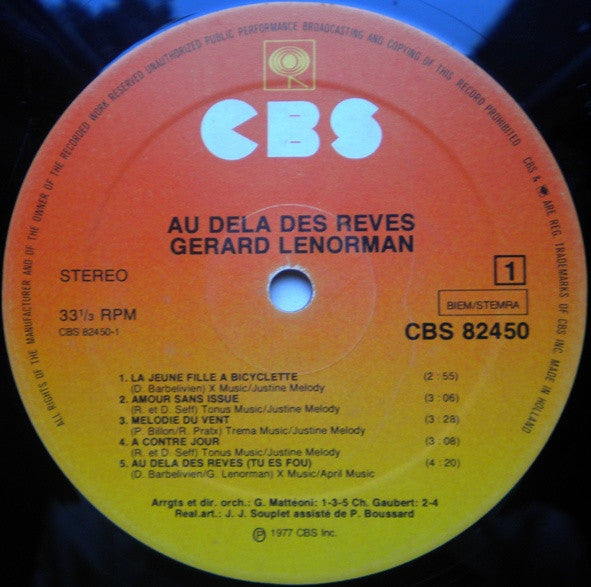 ALL RIGHTS OF THE MANUFACTURER AND OF THE OWNER OF THE RECORDED WORK RESERVED UNAUTHORIZED PUBLIC PERFORMANCE BROADCASTING AND COPYING OF THIS RECORD PROHIBITED CBS & ARE REG. TRADEMARKS OF CBS INC MADE IN HOLLAND
CBS
AU DELA DES REVES
GERARD LENORMAN
STEREO
1
33 1/3 RPM
BIEM/STEMRA
CBS 82450-1
CBS 82450
1. LA JEUNE FILLE A BICYCLETTE (2:55)
(D. Barbelivien) X Music/Justine Melody
2. AMOUR SANS ISSUE (3:06)
(R. et D. Seff) Tonus Music/Justine Melody
3. MELODIE DU VENT (3:28)
(P. Billon/R. Pratx) Trema Music/Justine Melody
4. A CONTRE JOUR (3:08)
(R. et D. Seff) Tonus Music/Justine Melody
5. AU DELA DES REVES (TU ES FOU) (4:20)
(D. Barbelivien/G. Lenorman) X Music/April Music
Arrgts et dir. orch.: G. Mattéoni: 1-3-5 Ch. Gaubert: 2-4
Real.art.: J. J. Souplet assisté de P. Boussard
℗ 1977 CBS Inc.